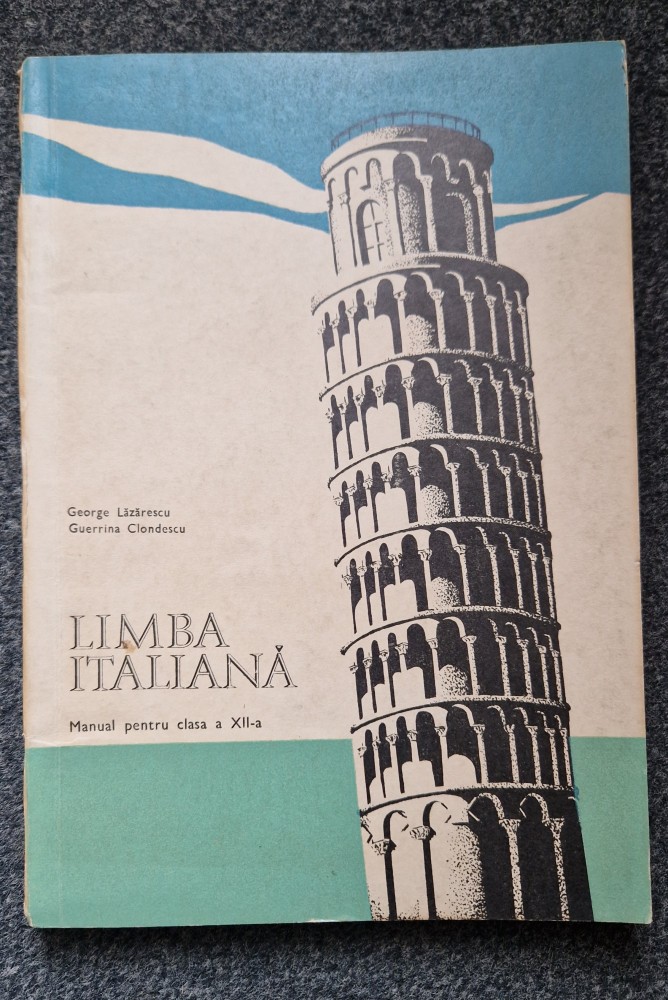 George Lăzărescu
Guerrina Clondescu
LIMBA
ITALIANĂ
Manual pentru clasa a XII-a